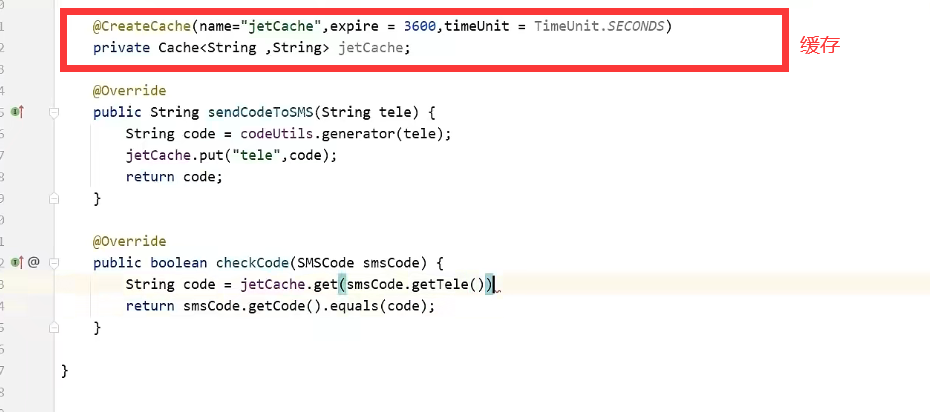 @CreateCache(name="jetCache",expire = 3600,timeUnit = TimeUnit.SECONDS)
private Cache<String ,String> jetCache;
缓存
@Override
public String sendCodeToSMS(String tele) {
String code = codeUtils.generator(tele);
jetCache.put("tele",code);
return code;
}
@Override
public boolean checkCode(SMSCode smsCode) {
String code = jetCache.get(smsCode.getTele())
return smsCode.getCode().equals(code);
}
}